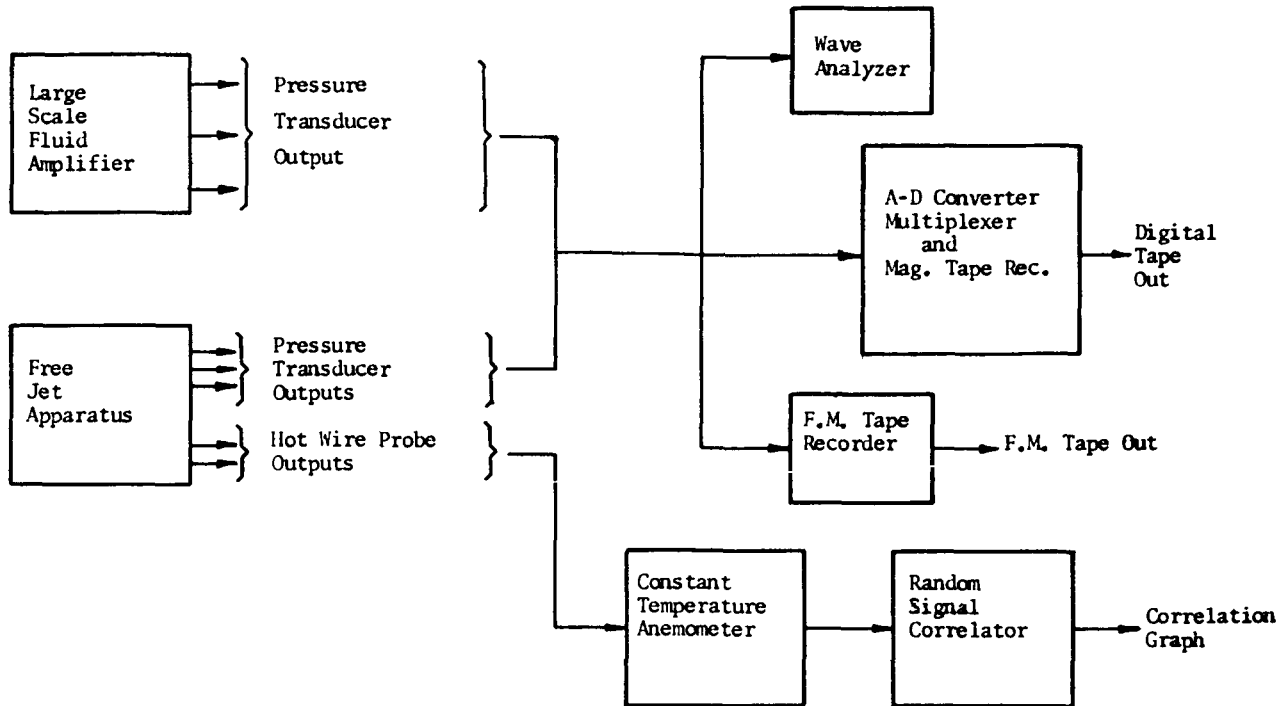 Large
Scale
Fluid
Amplifier
Pressure
Transducer
Output
Wave
Analyzer
A-D Converter
Multiplexer
and
Mag. Tape Rec.
Digital
Tape
Out
Free
Jet
Apparatus
Pressure
Transducer
Outputs
Hot Wire Probe
Outputs
F.M. Tape
Recorder
F.M. Tape Out
Constant
Temperature
Anemometer
Random
Signal
Correlator
Correlation
Graph